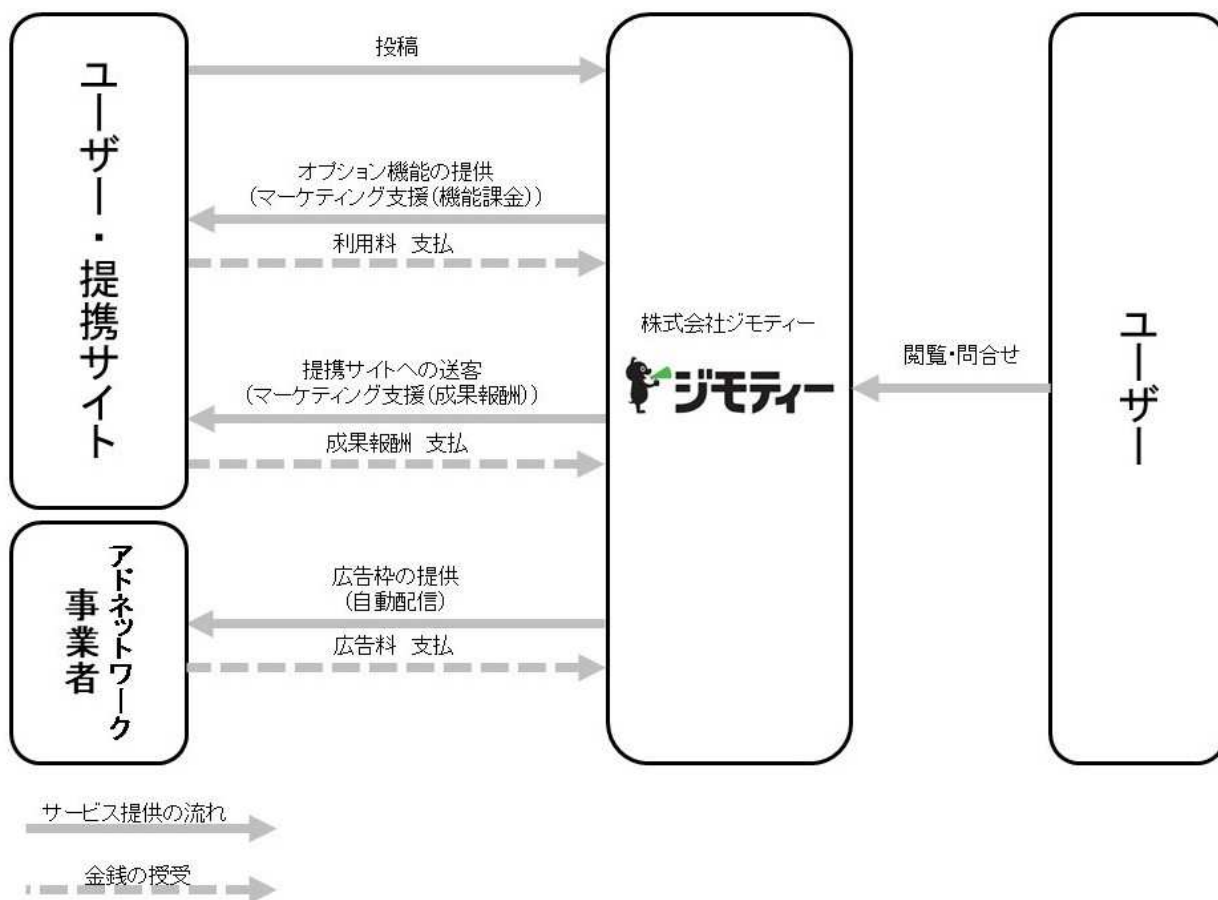 ユーザー・提携サイト
投稿
オプション機能の提供
(マーケティング支援(機能課金))
利用料 支払
提携サイトへの送客
(マーケティング支援(成果報酬))
成果報酬 支払
アドネットワーク
事業者
広告枠の提供
(自動配信)
広告料 支払
株式会社ジモティー
ジモティー
閲覧・問合せ
ユーザー
サービス提供の流れ
金銭の授受